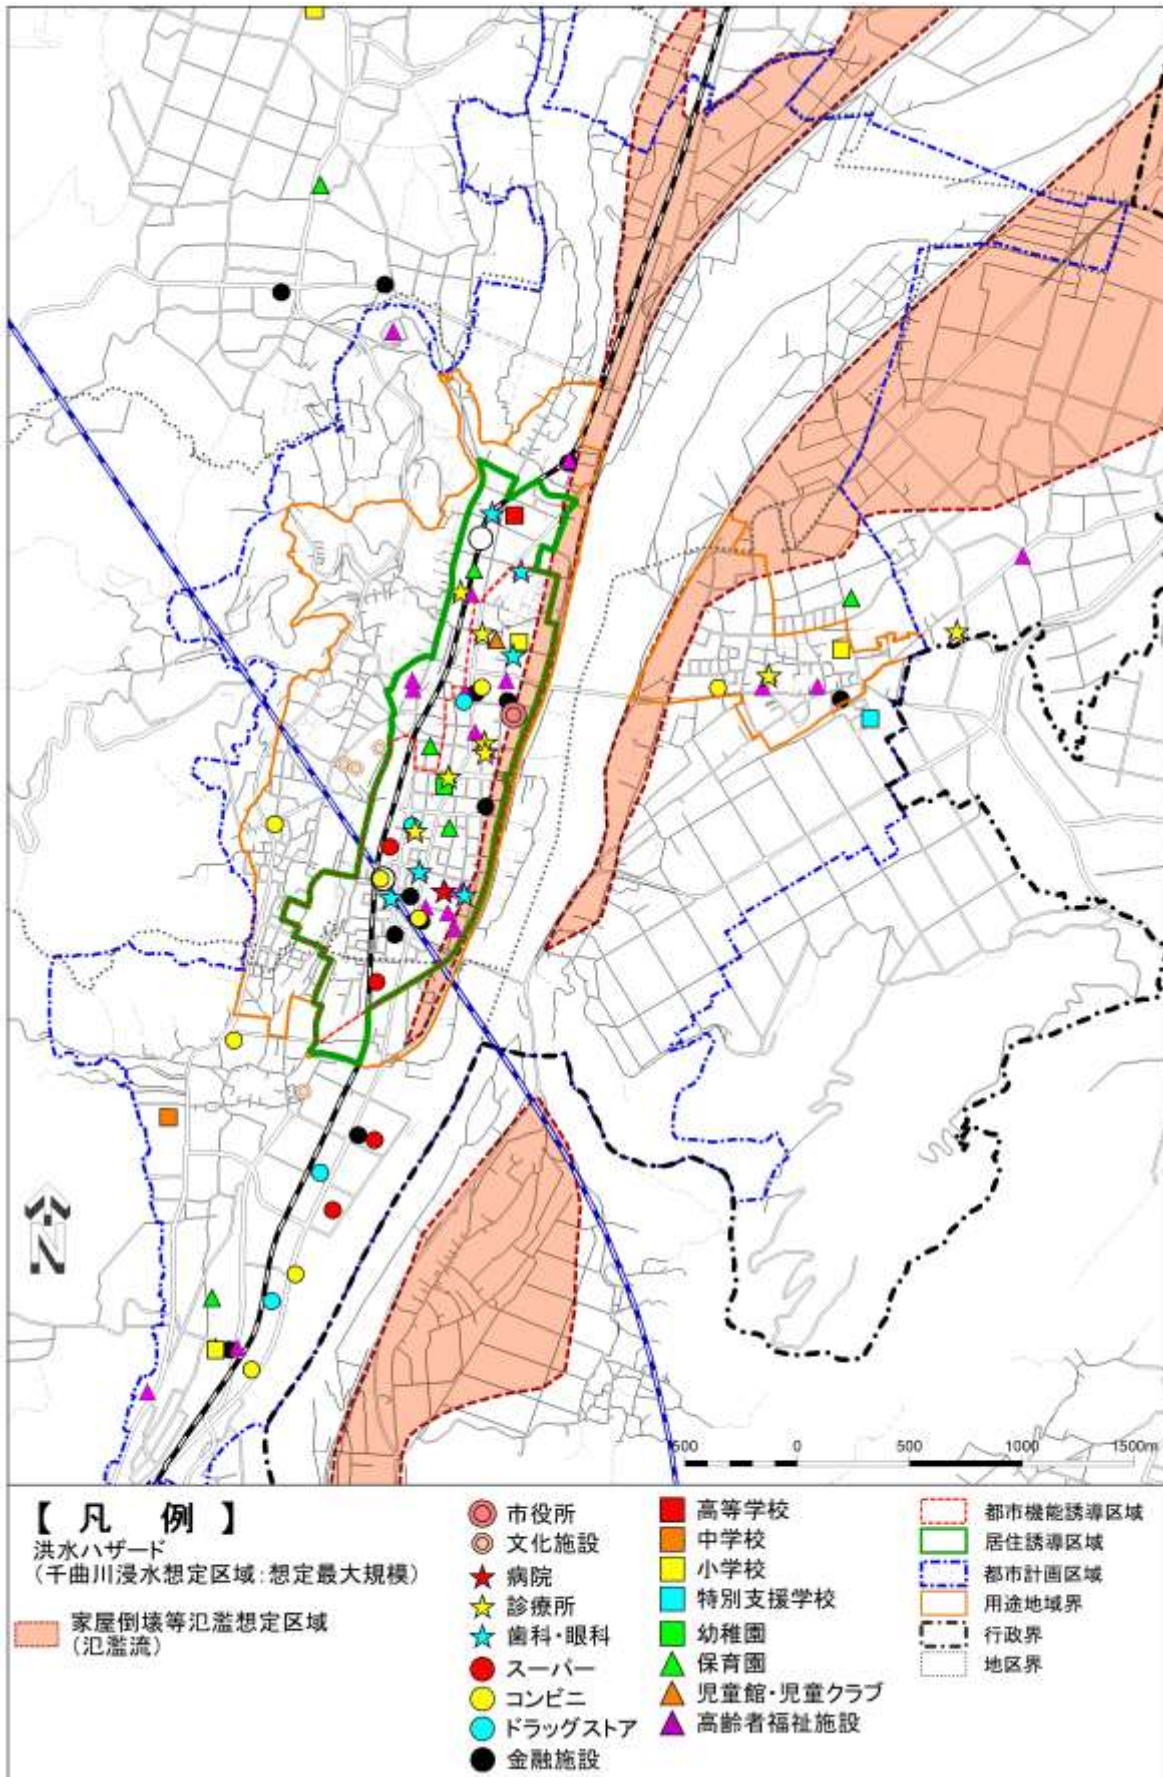 500 0 500 1000 1500m
【 凡 例 】
洪水ハザード
（千曲川浸水想定区域：想定最大規模）
家屋倒壊等氾濫想定区域
（氾濫流）
市役所
文化施設
病院
診療所
歯科・眼科
スーパー
コンビニ
ドラッグストア
金融施設
高等学校
中学校
小学校
特別支援学校
幼稚園
保育園
児童館・児童クラブ
高齢者福祉施設
都市機能誘導区域
居住誘導区域
都市計画区域
用途地域界
行政界
地区界